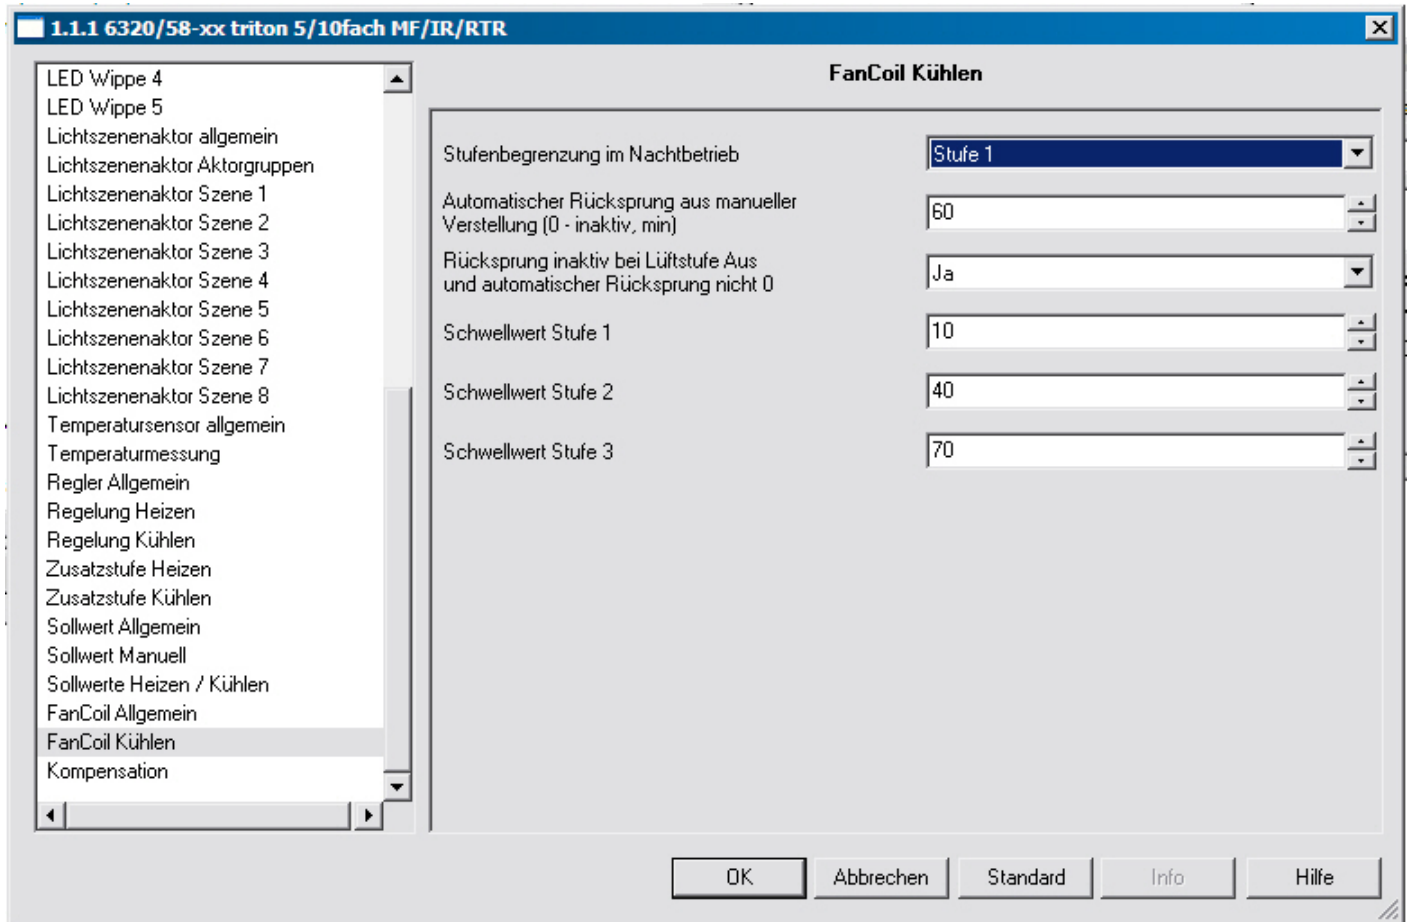 1.1.1 6320/58-xx triton 5/10fach MF/IR/RTR
LED Wippe 4
LED Wippe 5
Lichtszenenaktor allgemein
Lichtszenenaktor Aktorgruppen
Lichtszenenaktor Szene 1
Lichtszenenaktor Szene 2
Lichtszenenaktor Szene 3
Lichtszenenaktor Szene 4
Lichtszenenaktor Szene 5
Lichtszenenaktor Szene 6
Lichtszenenaktor Szene 7
Lichtszenenaktor Szene 8
Temperatursensor allgemein
Temperaturmessung
Regler Allgemein
Regelung Heizen
Regelung Kühlen
Zusatzstufe Heizen
Zusatzstufe Kühlen
Sollwert Allgemein
Sollwert Manuell
Sollwerte Heizen / Kühlen
FanCoil Allgemein
FanCoil Kühlen
Kompensation
FanCoil Kühlen
Stufenbegrenzung im Nachtbetrieb
Stufe 1
Automatischer Rücksprung aus manueller
Verstellung (0 - inaktiv, min)
60
Rücksprung inaktiv bei Lüftstufe Aus
und automatischer Rücksprung nicht 0
Ja
Schwellwert Stufe 1
10
Schwellwert Stufe 2
40
Schwellwert Stufe 3
70
OK
Abbrechen
Standard
Info
Hilfe